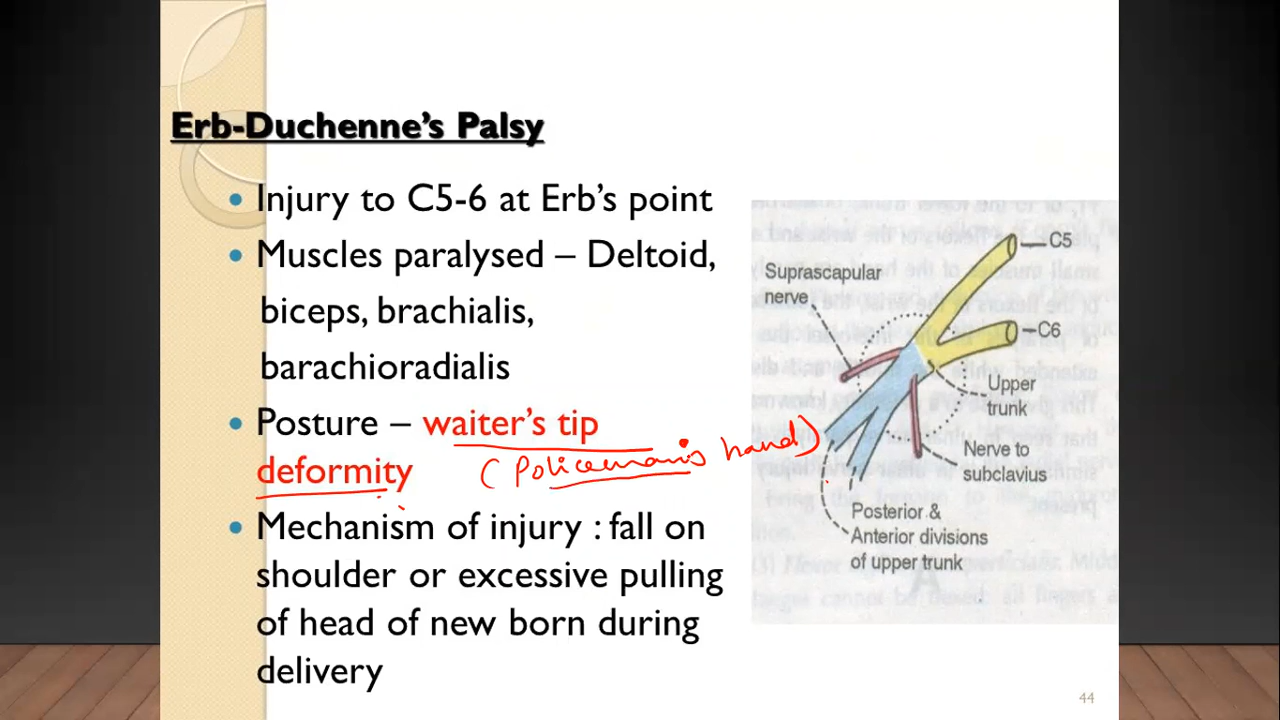 Erb-Duchenne's Palsy
• Injury to C5-6 at Erb's point
• Muscles paralysed – Deltoid,
biceps, brachialis,
barachioradialis
• Posture – waiter's tip
deformity (Policeman's hand)
• Mechanism of injury : fall on
shoulder or excessive pulling
of head of new born during
delivery
C5
Suprascapular
nerve
C6
Upper
trunk
Nerve to
subclavius
Posterior &
Anterior divisions
of upper trunk
A
44